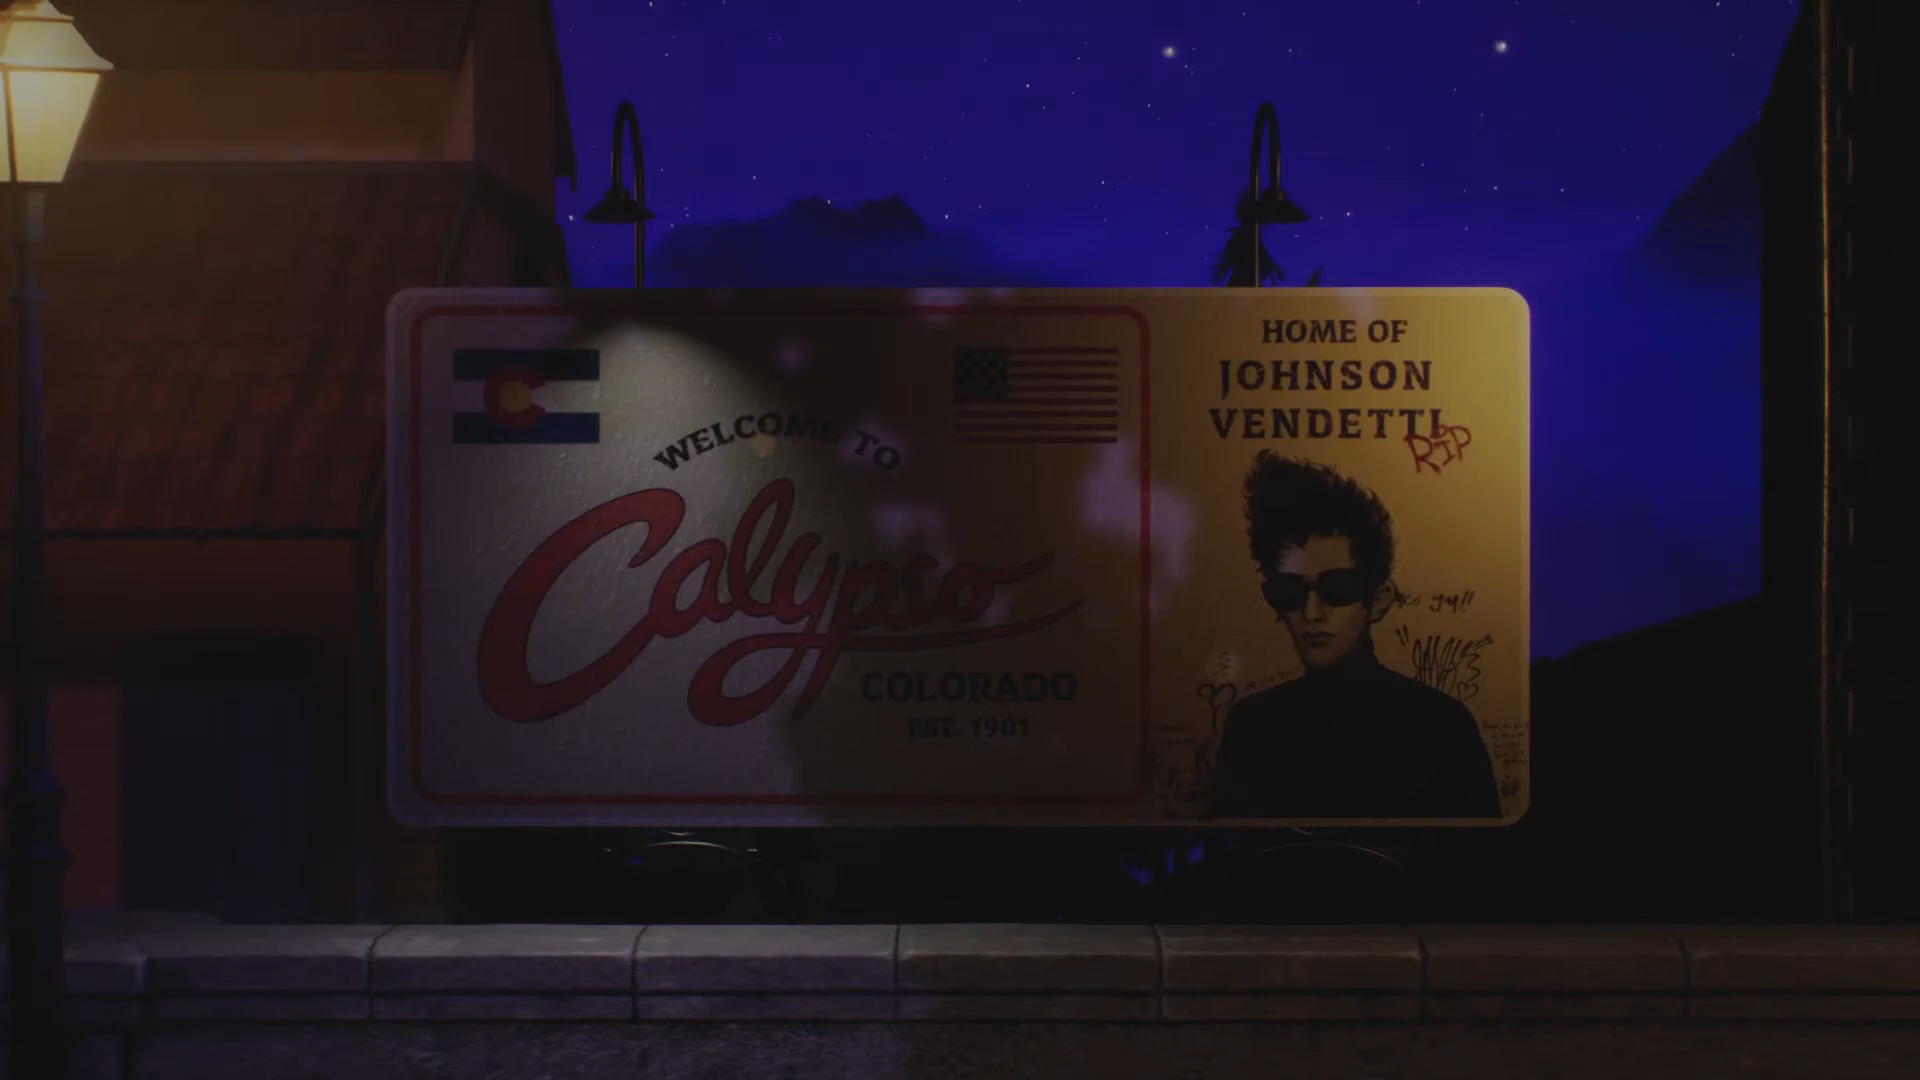 WELCOME TO
Calypso
COLORADO
EST. 1901
HOME OF
JOHNSON
VENDETTI
RIP